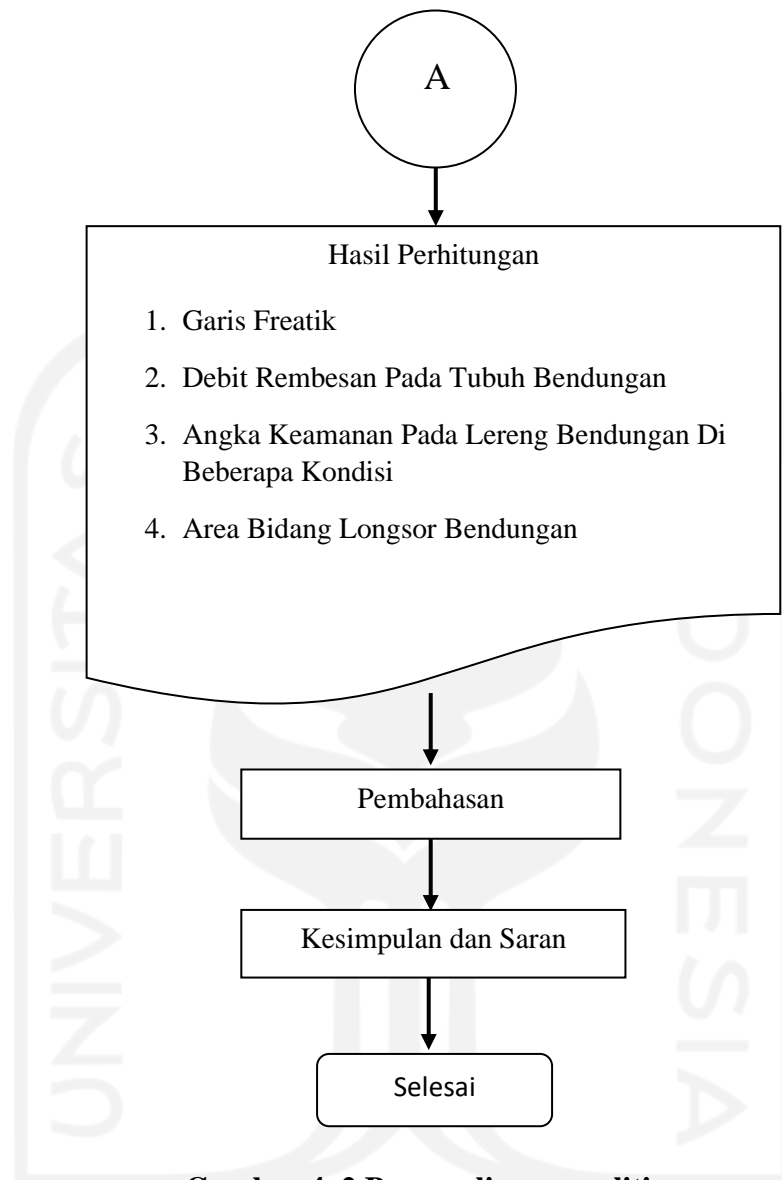 A
Hasil Perhitungan
1. Garis Freatik
2. Debit Rembesan Pada Tubuh Bendungan
3. Angka Keamanan Pada Lereng Bendungan Di
Beberapa Kondisi
4. Area Bidang Longsor Bendungan
Pembahasan
Kesimpulan dan Saran
Selesai
UNIVERSITAS